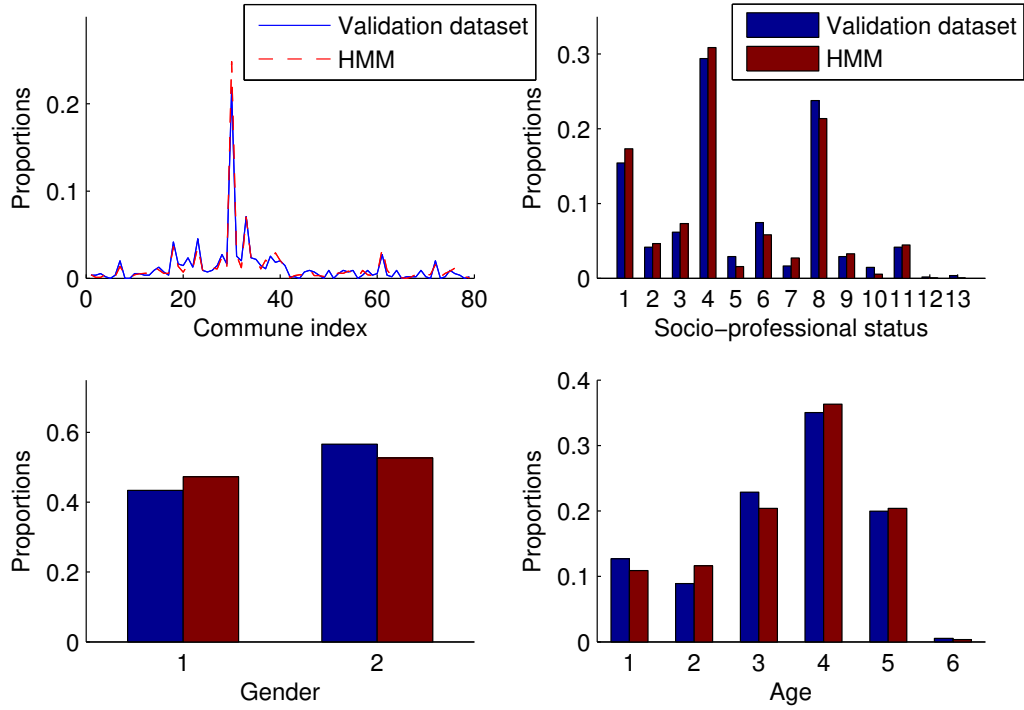 Validation dataset
HMM
Proportions
0.2
0.1
0
0 20 40 60 80
Commune index
Validation dataset
HMM
Proportions
0.3
0.2
0.1
0
1 2 3 4 5 6 7 8 9 10 11 12 13
Socio−professional status
Proportions
0.6
0.4
0.2
0
1 2
Gender
Proportions
0.4
0.3
0.2
0.1
0
1 2 3 4 5 6
Age